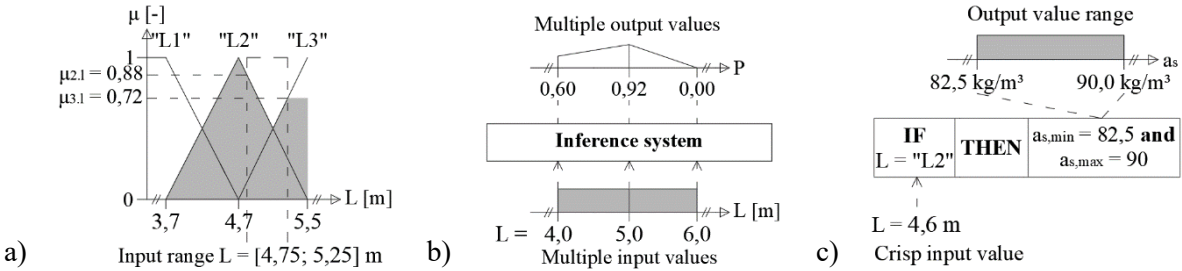 a)
μ [-]
"L1" "L2" "L3"
1
μ2.1 = 0,88
μ3.1 = 0,72
0
L [m]
3,7 4,7 5,5
Input range L = [4,75; 5,25] m
b)
Multiple output values
P
0,60 0,92 0,00
Inference system
L [m]
L = 4,0 5,0 6,0
Multiple input values
c)
Output value range
as
82,5 kg/m³ 90,0 kg/m³
IF
L = "L2"
THEN
as,min = 82,5 and
as,max = 90
L = 4,6 m
Crisp input value